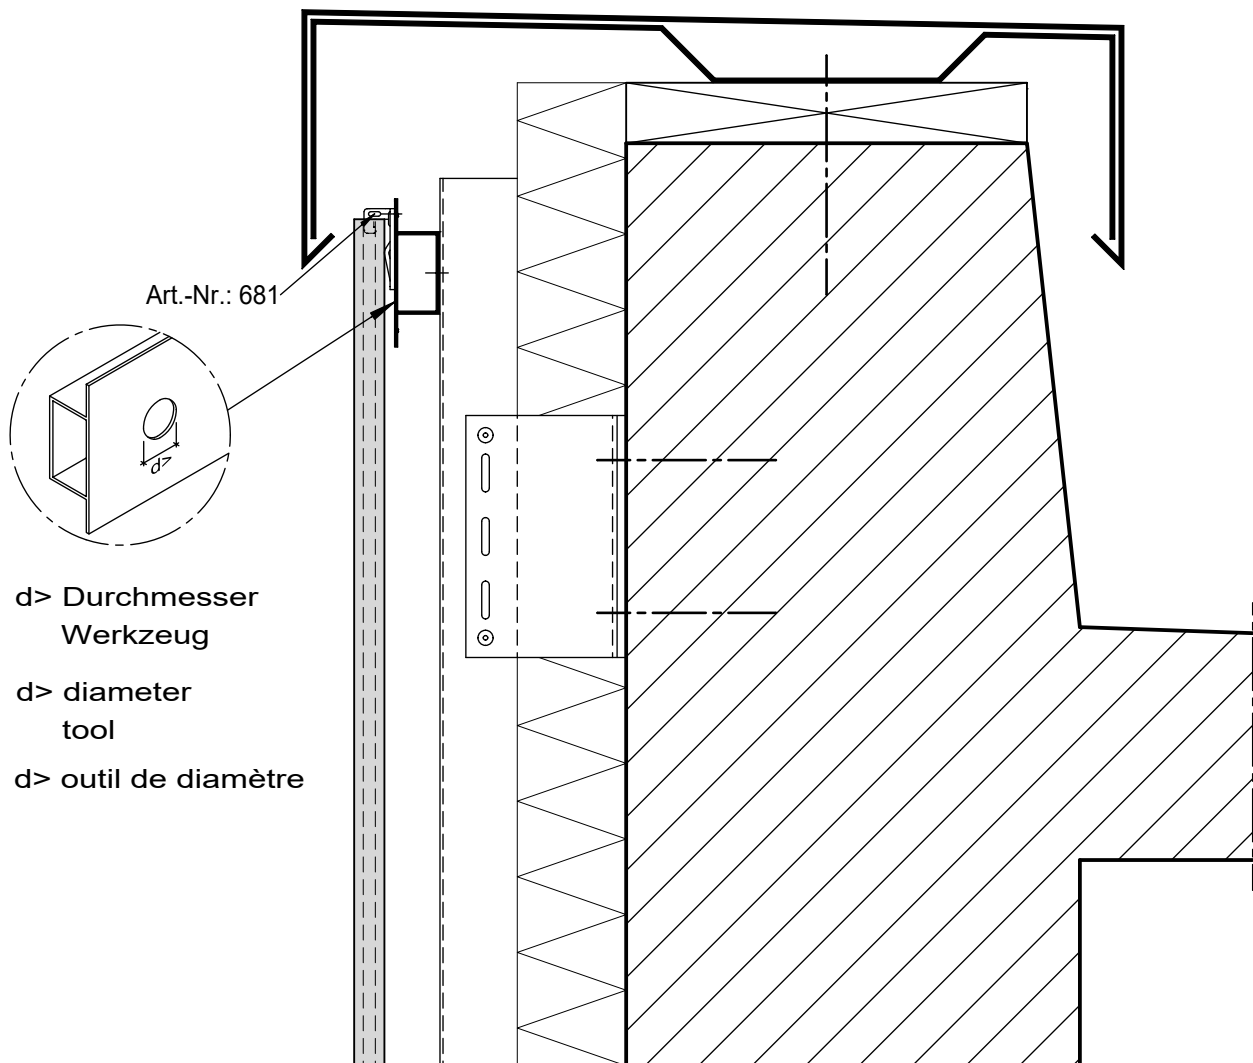 Art.-Nr.: 681
d>
d> Durchmesser
Werkzeug
d> diameter
tool
d> outil de diamètre